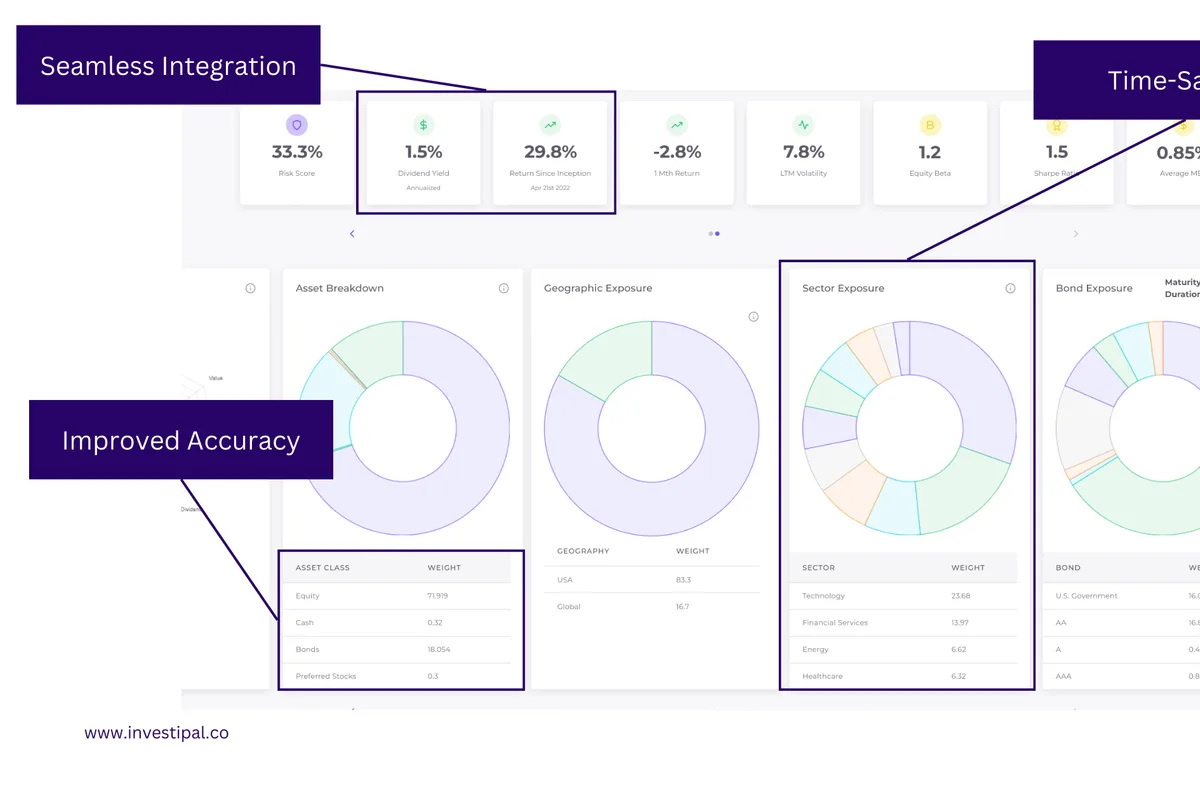 Seamless Integration
Time-Sa
33.3%
Risk Score
1.5%
Dividend Yield
Annualized
29.8%
Return Since Inception
Apr 21st 2022
-2.8%
1 Mth Return
7.8%
LTM Volatility
1.2
Equity Beta
1.5
Sharpe Ratio
0.85%
Average ME
Asset Breakdown
Geographic Exposure
Sector Exposure
Bond Exposure
Maturity
Duration
Value
Improved Accuracy
Dividend
ASSET CLASS WEIGHT
Equity 71.919
Cash 0.32
Bonds 18.054
Preferred Stocks 0.3
GEOGRAPHY WEIGHT
USA 83.3
Global 16.7
SECTOR WEIGHT
Technology 23.68
Financial Services 13.97
Energy 6.62
Healthcare 6.32
BOND WE
U.S. Government 16.0
AA 16.8
A 0.4
AAA 0.8
www.investipal.co